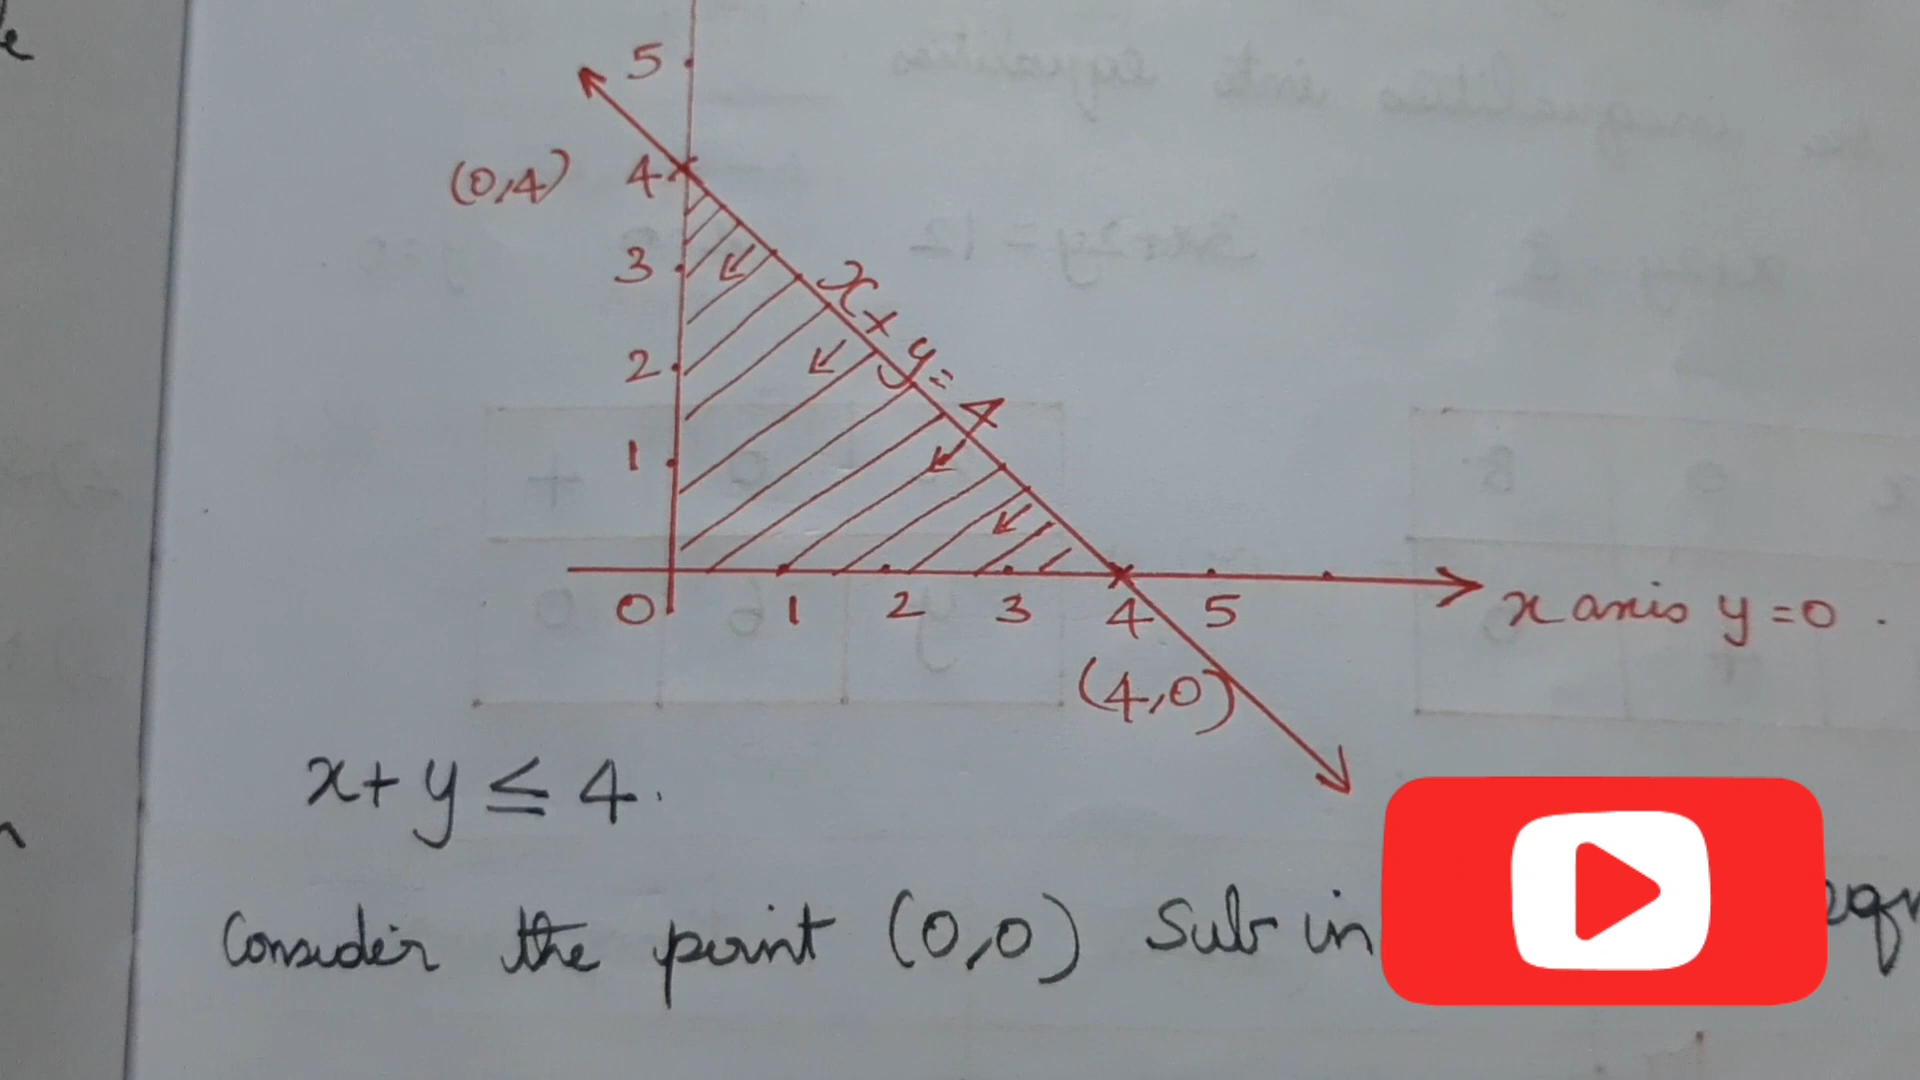 5
(0,4) 4
3
x+y=4
2
1
0 1 2 3 4 5 x axis y=0.
(4,0)
x+y ≤ 4.
Consider the point (0,0) Sub in